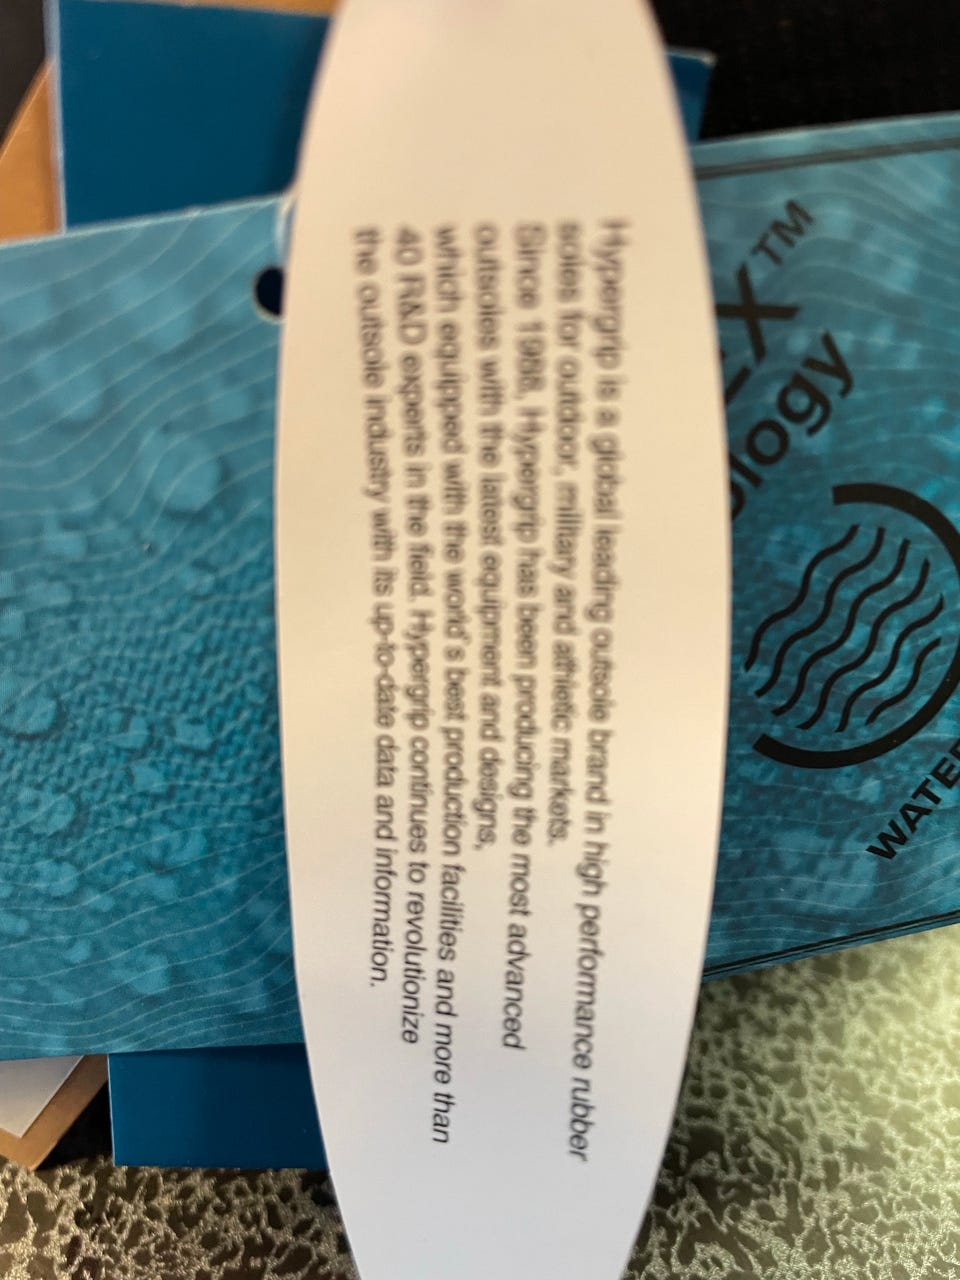 Hypergrip is a global leading outsole brand in high performance rubber
soles for outdoor, military and athletic markets.
Since 1986, Hypergrip has been producing the most advanced
outsoles with the latest equipment and designs,
which equipped with the world's best production facilities and more than
40 R&D experts in the field. Hypergrip continues to revolutionize
the outsole industry with its up-to-date data and information.
EX™
ology
WATER